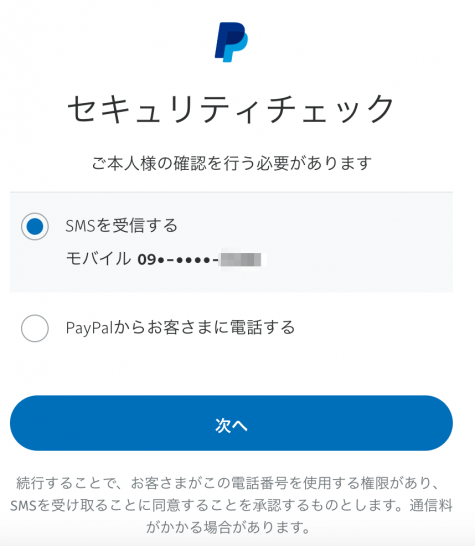 セキュリティチェック
ご本人様の確認を行う必要があります
SMSを受信する
モバイル 09•-••••-
PayPalからお客さまに電話する
次へ
続行することで、お客さまがこの電話番号を使用する権限があり、
SMSを受け取ることに同意することを承認するものとします。通信料
がかかる場合があります。